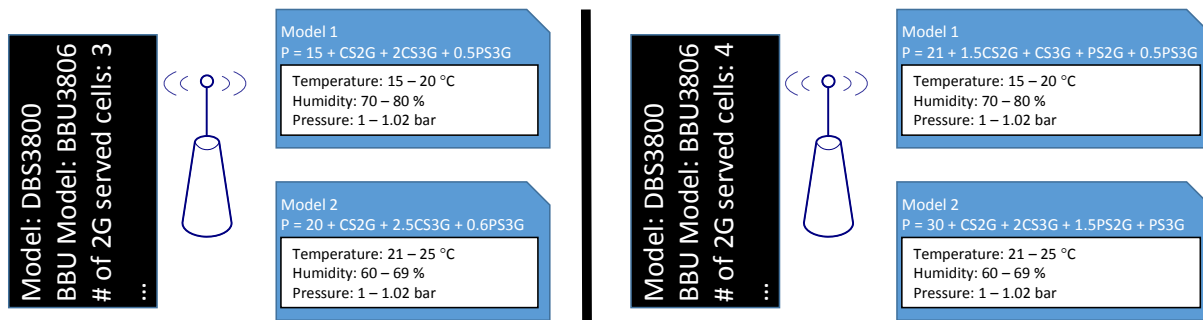 Model: DBS3800
BBU Model: BBU3806
# of 2G served cells: 3
...
Model 1
P = 15 + CS2G + 2CS3G + 0.5PS3G
Temperature: 15 – 20 °C
Humidity: 70 – 80 %
Pressure: 1 – 1.02 bar
Model 2
P = 20 + CS2G + 2.5CS3G + 0.6PS3G
Temperature: 21 – 25 °C
Humidity: 60 – 69 %
Pressure: 1 – 1.02 bar
Model: DBS3800
BBU Model: BBU3806
# of 2G served cells: 4
...
Model 1
P = 21 + 1.5CS2G + CS3G + PS2G + 0.5PS3G
Temperature: 15 – 20 °C
Humidity: 70 – 80 %
Pressure: 1 – 1.02 bar
Model 2
P = 30 + CS2G + 2CS3G + 1.5PS2G + PS3G
Temperature: 21 – 25 °C
Humidity: 60 – 69 %
Pressure: 1 – 1.02 bar